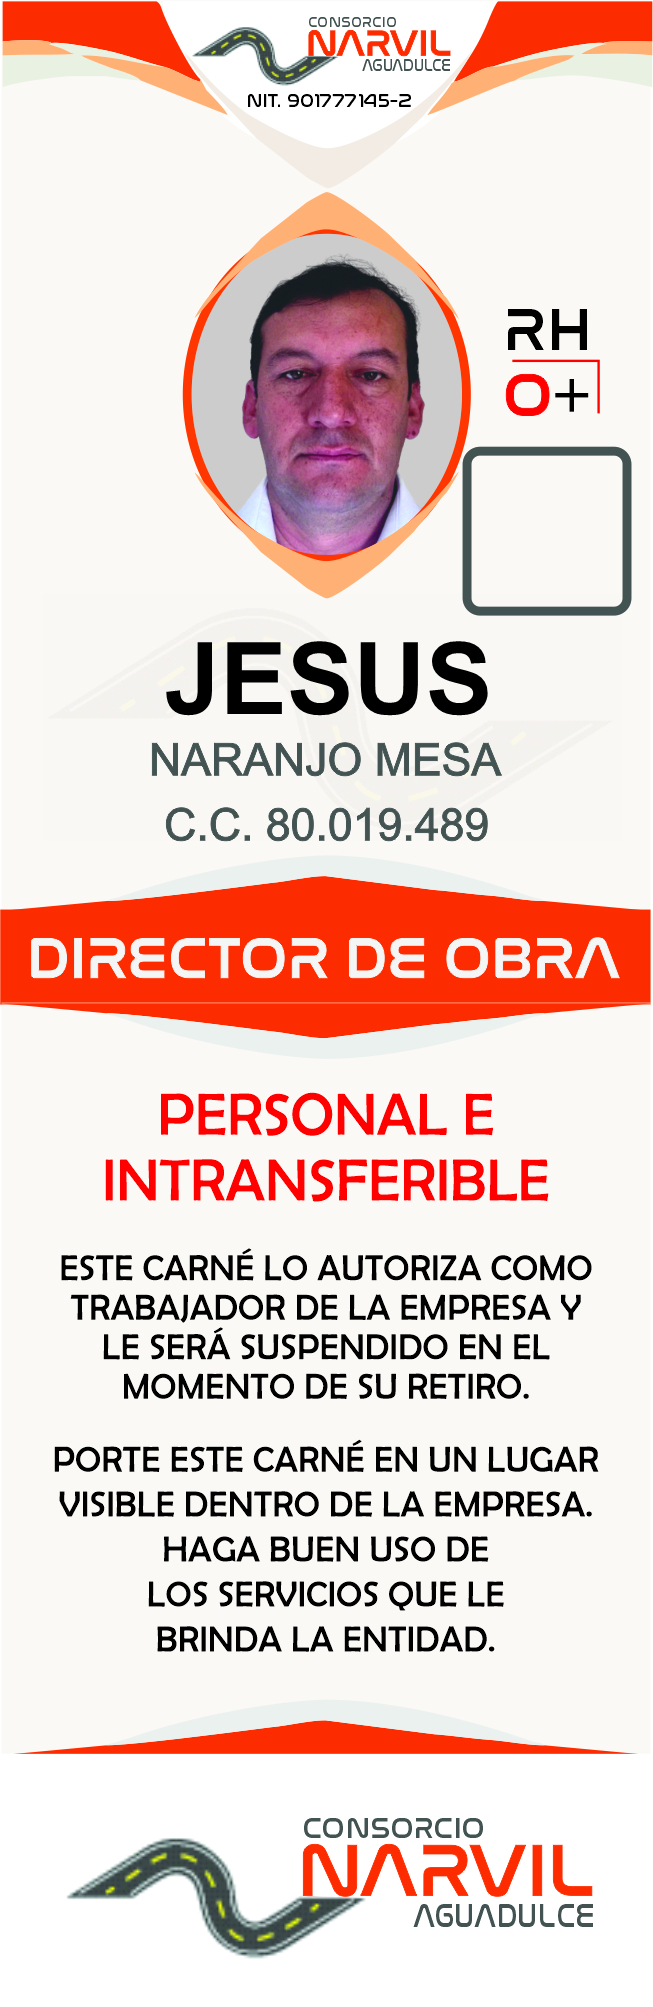 CONSORCIO
NARVIL
AGUADULCE
NIT. 901777145-2
RH
O+
JESUS
NARANJO MESA
C.C. 80.019.489
DIRECTOR DE OBRA
PERSONAL E
INTRANSFERIBLE
ESTE CARNÉ LO AUTORIZA COMO
TRABAJADOR DE LA EMPRESA Y
LE SERÁ SUSPENDIDO EN EL
MOMENTO DE SU RETIRO.
PORTE ESTE CARNÉ EN UN LUGAR
VISIBLE DENTRO DE LA EMPRESA.
HAGA BUEN USO DE
LOS SERVICIOS QUE LE
BRINDA LA ENTIDAD.
CONSORCIO
NARVIL
AGUADULCE